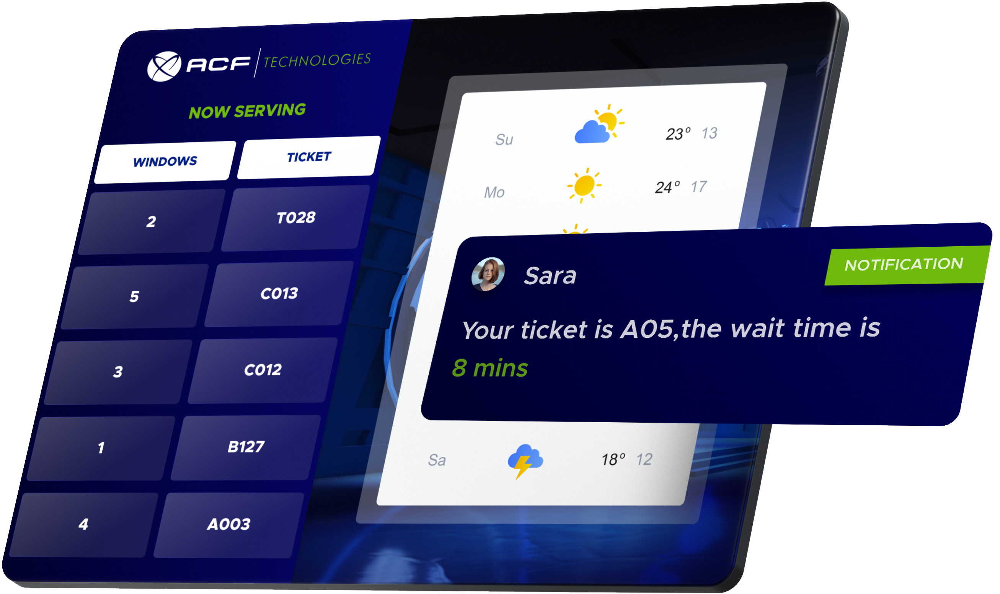 ACF TECHNOLOGIES
NOW SERVING
WINDOWS TICKET
2 T028
5 C013
3 C012
1 B127
4 A003
Su 23° 13
Mo 24° 17
NOTIFICATION
Sara
Your ticket is A05,the wait time is
8 mins
Sa 18° 12